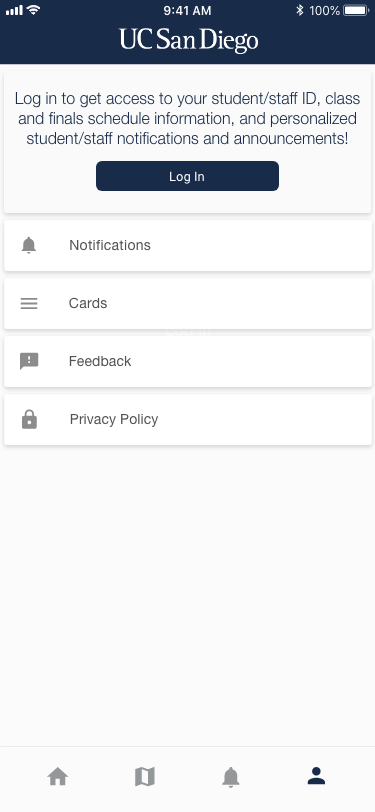 9:41 AM
100%
UC San Diego
Log in to get access to your student/staff ID, class
and finals schedule information, and personalized
student/staff notifications and announcements!
Log In
Notifications
Cards
Feedback
Privacy Policy